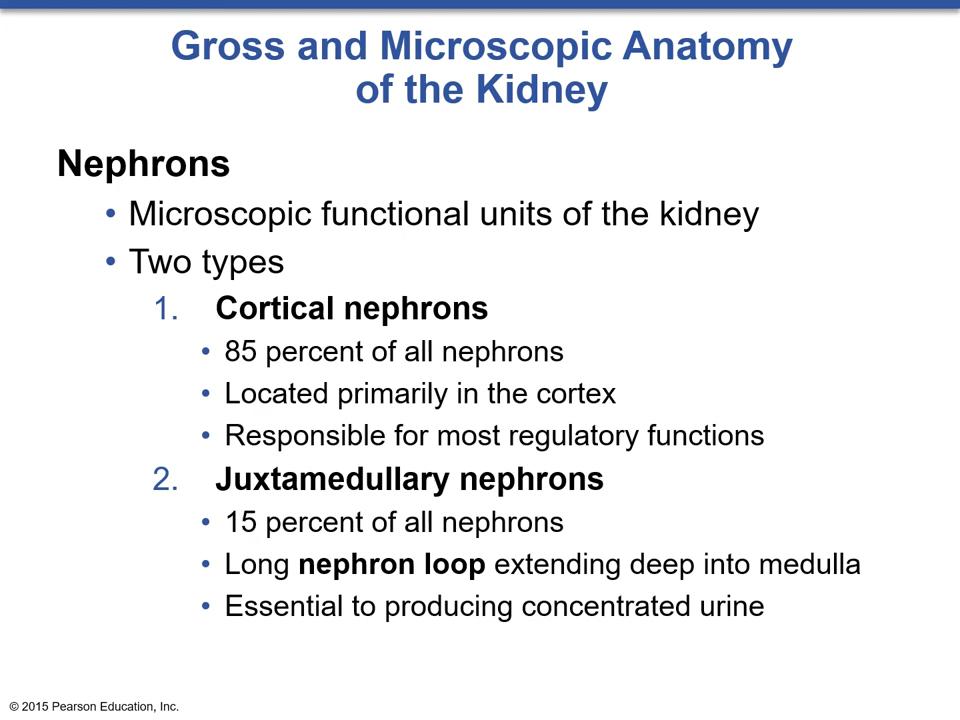 Gross and Microscopic Anatomy
of the Kidney
Nephrons
• Microscopic functional units of the kidney
• Two types
1. Cortical nephrons
• 85 percent of all nephrons
• Located primarily in the cortex
• Responsible for most regulatory functions
2. Juxtamedullary nephrons
• 15 percent of all nephrons
• Long nephron loop extending deep into medulla
• Essential to producing concentrated urine
© 2015 Pearson Education, Inc.